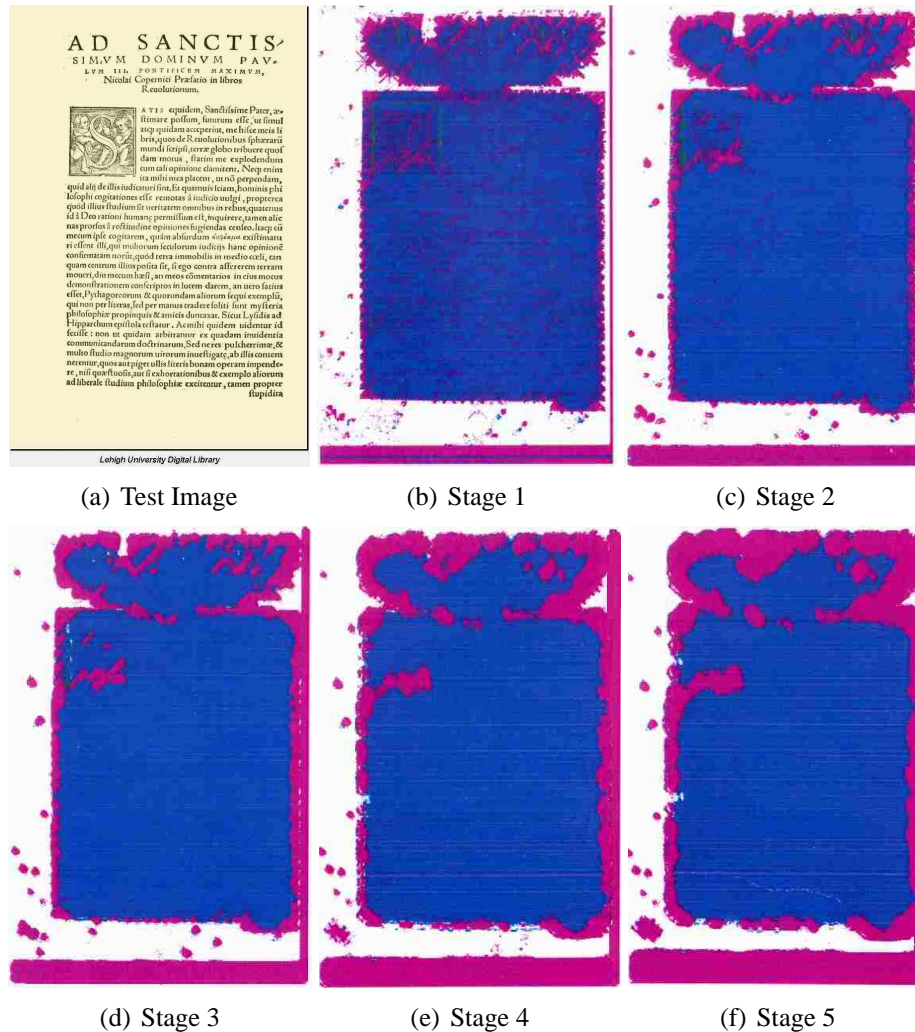 AD SANCTIS-
SIMVM DOMINVM PAV-
LVM III. PONTIFICEM MAXIMVM,
Nicolai Copernici Præfatio in libros
Reuolutionum.
ATIS equidem, Sanctissime Pater, æ-
stimare possum, futurum esse, ut simul
atq; quidam acceperint, me hisce meis li
bris, quos de Reuolutionibus sphærarū
mundi scripsi, terræ globo tribuere quos
dam motus, statim me explodendum
cum tali opinione clamitent. Neq; enim
ita mihi mea placent, ut nō perpendam,
quid alij de illis iudicaturi sint. Et quamuis sciam, hominis phi
losophi cogitationes esse remotas à iudicio uulgi, propterea
quòd illius studium sit ueritatem omnibus in rebus, quatenus
id à Deo rationi humanæ permissum est, inquirere, tamen alie
nas prorsus à rectitudine opiniones fugiendas censeo. Itaq; cū
mecum ipse cogitarem, quàm absurdum existimatu
ri essent illi, qui multorum seculorum iudicijs hanc opinionē
confirmatam norūt, quòd terra immobilis in medio cœli, tan
quam centrum illius posita sit, si ego contra assererem terram
moueri, diu mecum hæsi, an meos cōmentarios in eius motus
demonstrationem conscriptos in lucem darem, an uero satius
esset, Pythagoreorum & quorundam aliorum sequi exemplū,
qui non per literas, sed per manus tradere soliti sunt mysteria
philosophiæ propinquis & amicis duntaxat. Sicut Lysidis ad
Hipparchum epistola testatur. Ac mihi quidem uidentur id
fecisse: non ut quidam arbitrantur ex quadam inuidentia
communicandarum doctrinarum, Sed ne res pulcherrimæ, &
multo studio magnorum uirorum inuestigatæ, ab illis contem
nerentur, quos aut piget ullis literis bonam operam impende
re, nisi quæstuosis, aut si exhortationibus & exemplo aliorum
ad liberale studium philosophiæ excitentur, tamen propter
stupidita
Lehigh University Digital Library
(a) Test Image
(b) Stage 1
(c) Stage 2
(d) Stage 3
(e) Stage 4
(f) Stage 5